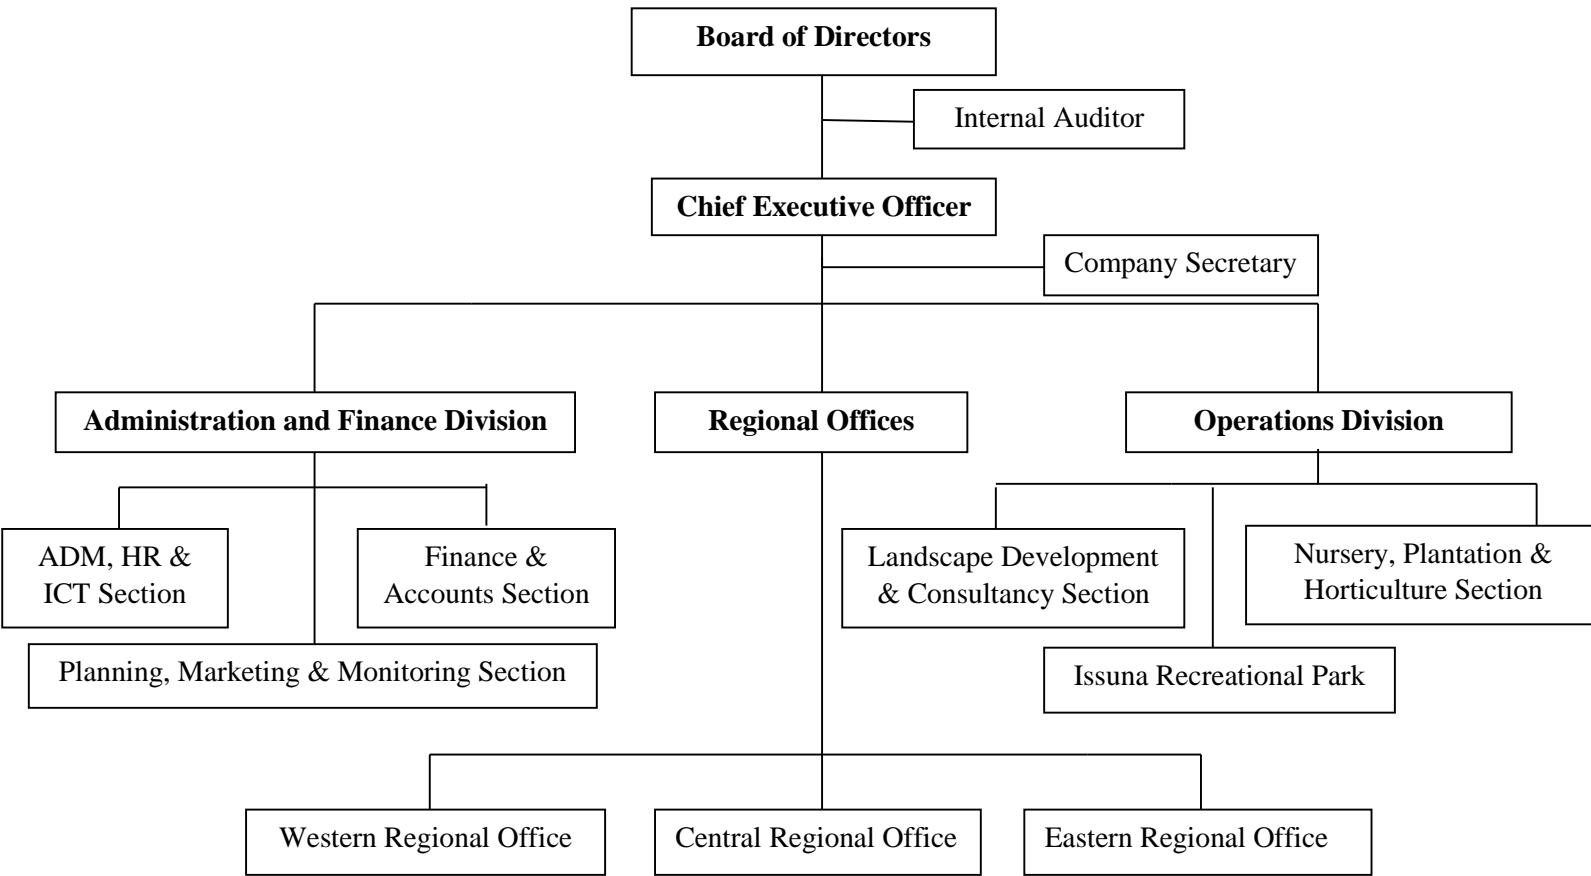 Board of Directors
Internal Auditor
Chief Executive Officer
Company Secretary
Administration and Finance Division
Regional Offices
Operations Division
ADM, HR &
ICT Section
Finance &
Accounts Section
Landscape Development
& Consultancy Section
Nursery, Plantation &
Horticulture Section
Planning, Marketing & Monitoring Section
Issuna Recreational Park
Western Regional Office
Central Regional Office
Eastern Regional Office